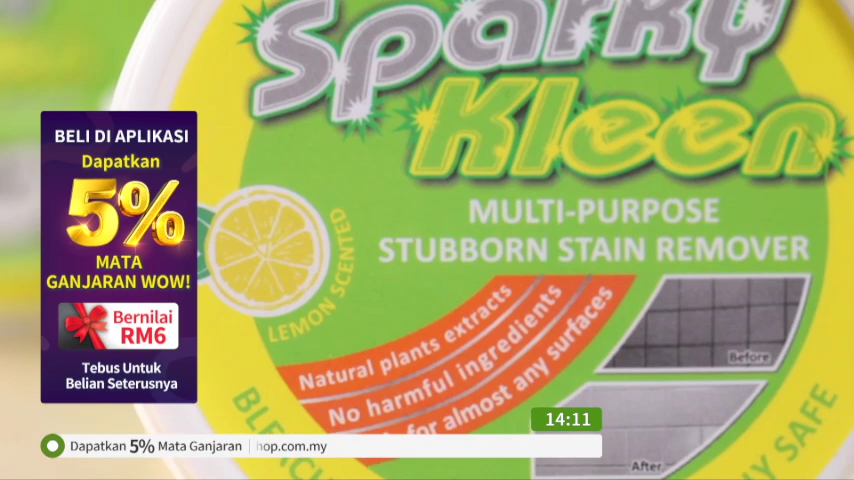 Sparky
Kleen
MULTI-PURPOSE
STUBBORN STAIN REMOVER
LEMON SCENTED
Natural plants extracts
No harmful ingredients
for almost any surfaces
Before
After
SAFE
BELI DI APLIKASI
Dapatkan
5%
MATA
GANJARAN WOW!
Bernilai
RM6
Tebus Untuk
Belian Seterusnya
14:11
Dapatkan 5% Mata Ganjaran | hop.com.my